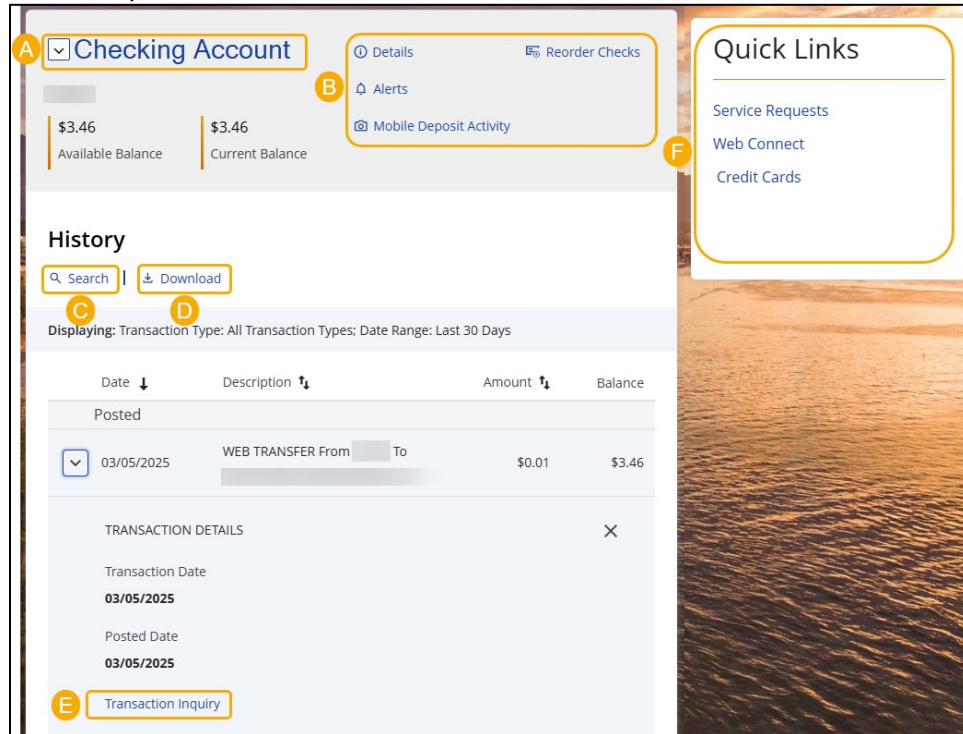 A Checking Account
Details Reorder Checks
B Alerts
Mobile Deposit Activity
$3.46 $3.46
Available Balance Current Balance
Quick Links
Service Requests
F Web Connect
Credit Cards
History
Search | Download
C D
Displaying: Transaction Type: All Transaction Types; Date Range: Last 30 Days
Date Description Amount Balance
Posted
03/05/2025 WEB TRANSFER From To $0.01 $3.46
TRANSACTION DETAILS
Transaction Date
03/05/2025
Posted Date
03/05/2025
E Transaction Inquiry